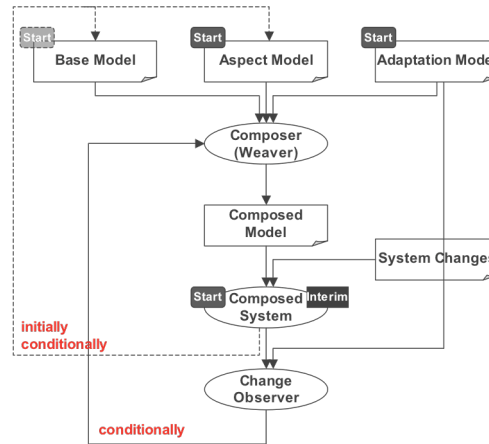 Start
Start
Start
Base Model
Aspect Model
Adaptation Mode
Composer
(Weaver)
Composed
Model
System Changes
Start
Interim
Composed
System
initially
conditionally
Change
Observer
conditionally